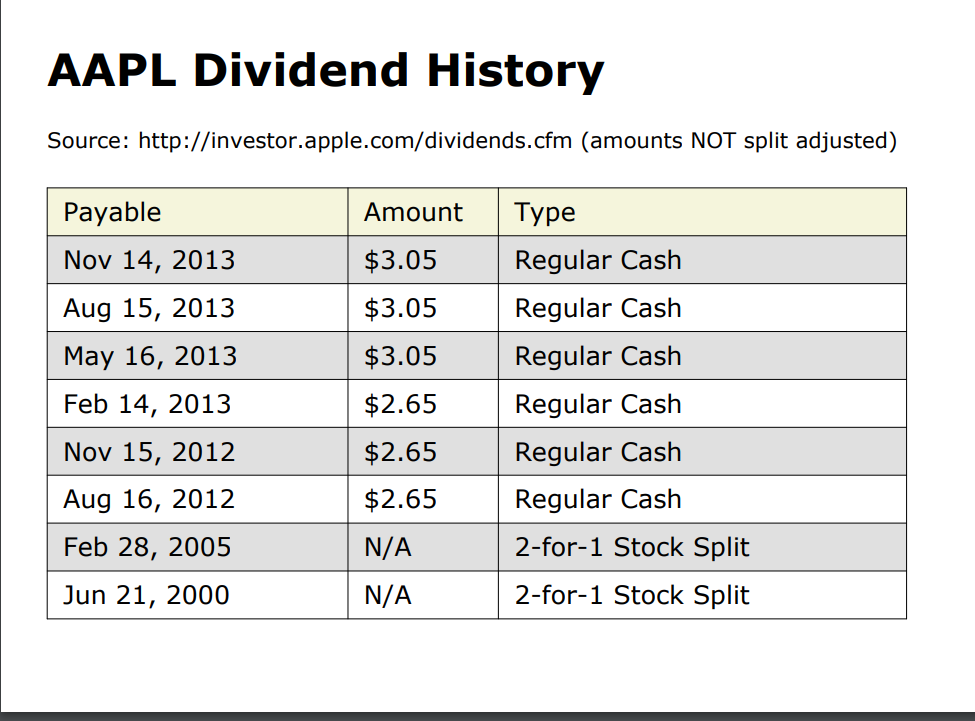 AAPL Dividend History
Source: http://investor.apple.com/dividends.cfm (amounts NOT split adjusted)
Payable Amount Type
Nov 14, 2013 $3.05 Regular Cash
Aug 15, 2013 $3.05 Regular Cash
May 16, 2013 $3.05 Regular Cash
Feb 14, 2013 $2.65 Regular Cash
Nov 15, 2012 $2.65 Regular Cash
Aug 16, 2012 $2.65 Regular Cash
Feb 28, 2005 N/A 2-for-1 Stock Split
Jun 21, 2000 N/A 2-for-1 Stock Split